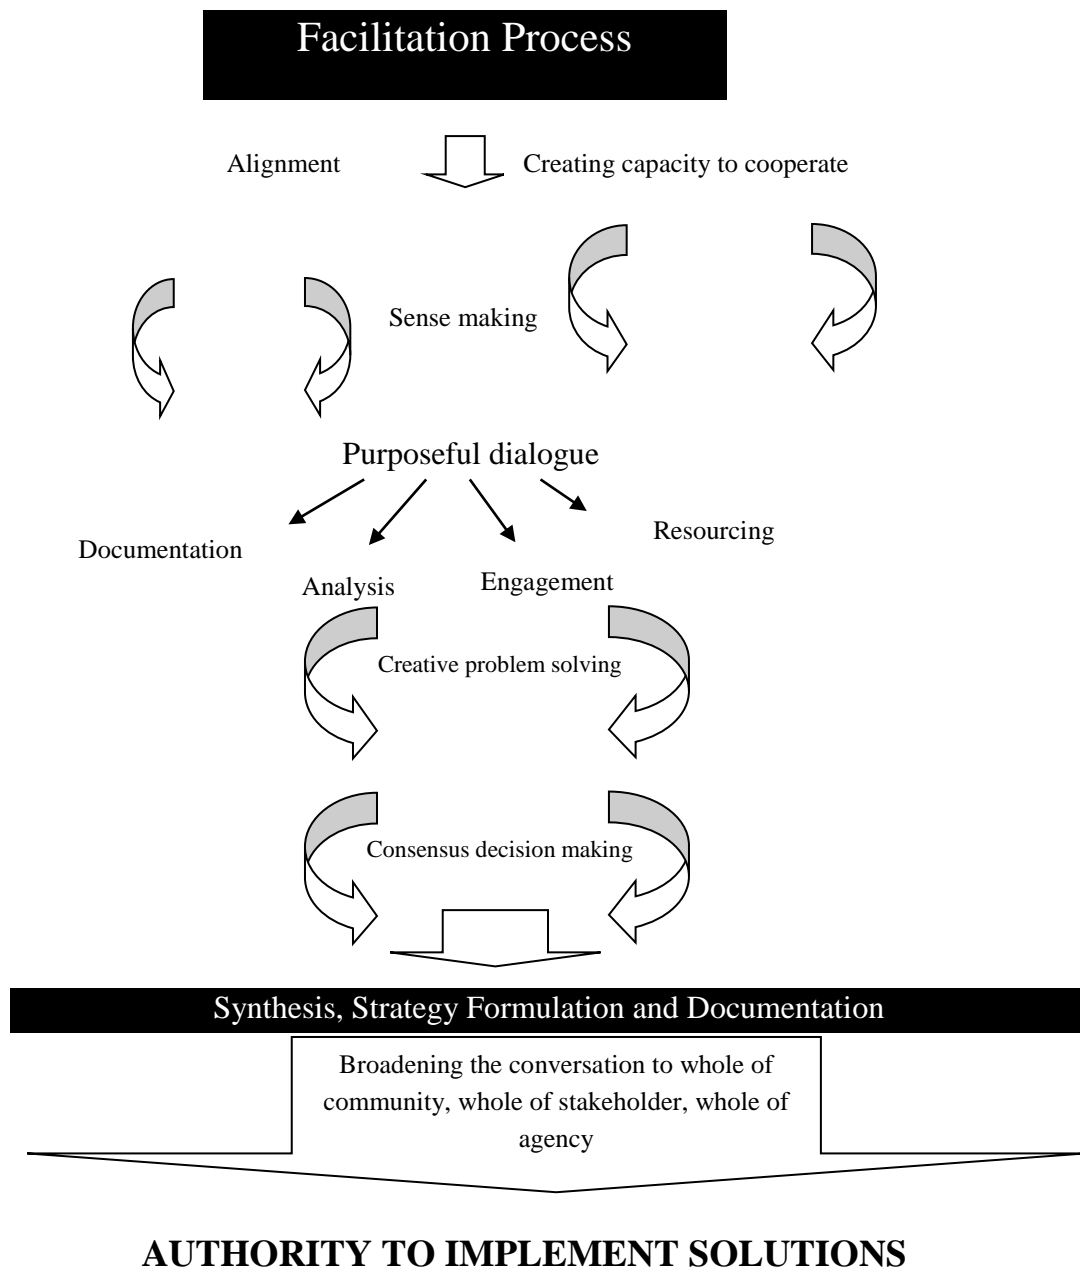 Facilitation Process
Alignment
Creating capacity to cooperate
Sense making
Purposeful dialogue
Documentation
Resourcing
Analysis
Engagement
Creative problem solving
Consensus decision making
Synthesis, Strategy Formulation and Documentation
Broadening the conversation to whole of
community, whole of stakeholder, whole of
agency
AUTHORITY TO IMPLEMENT SOLUTIONS